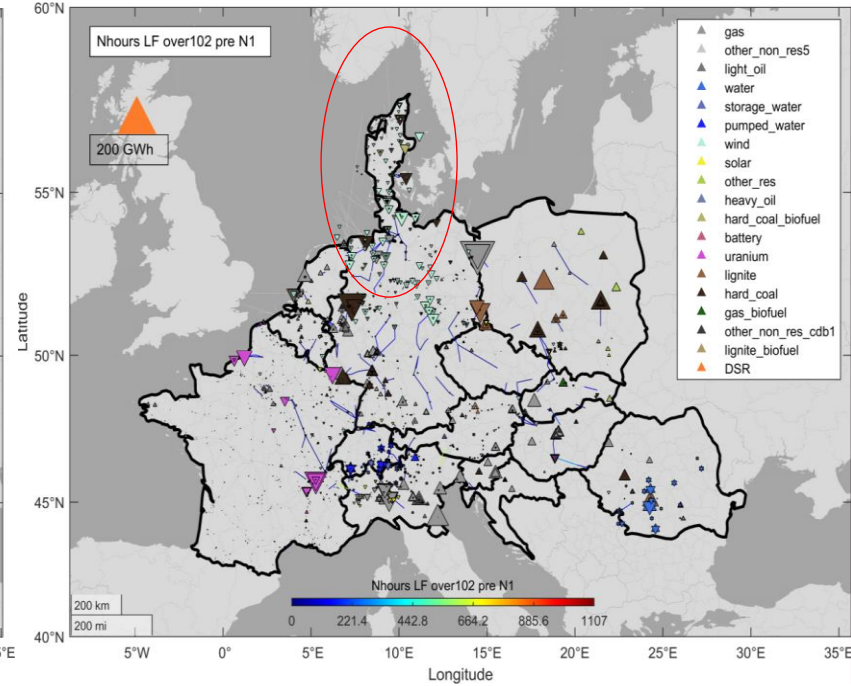 60°N
55°N
50°N
45°N
40°N
Latitude
Nhours LF over102 pre N1
200 GWh
gas
other_non_res5
light_oil
water
storage_water
pumped_water
wind
solar
other_res
heavy_oil
hard_coal_biofuel
battery
uranium
lignite
hard_coal
gas_biofuel
other_non_res_cdb1
lignite_biofuel
DSR
Nhours LF over102 pre N1
0 221.4 442.8 664.2 885.6 1107
200 km
200 mi
5°E 5°W 0° 5°E 10°E 15°E 20°E 25°E 30°E 35°E
Longitude